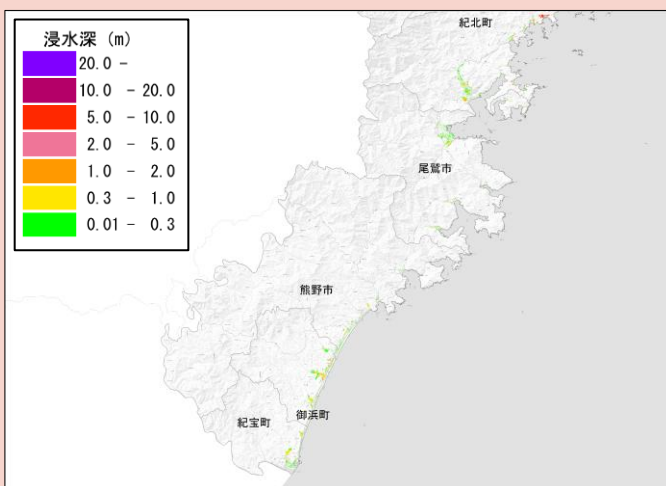 浸水深 (m)
20.0 -
10.0 - 20.0
5.0 - 10.0
2.0 - 5.0
1.0 - 2.0
0.3 - 1.0
0.01 - 0.3
紀北町
尾鷲市
熊野市
御浜町
紀宝町